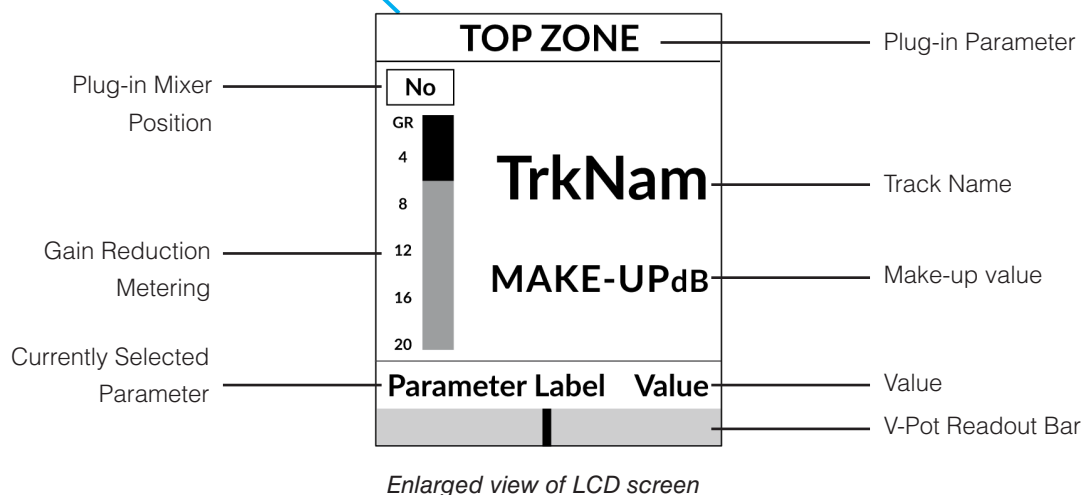 TOP ZONE
Plug-in Parameter
Plug-in Mixer
Position
No
GR
4
8
12
16
20
TrkNam
Track Name
Gain Reduction
Metering
MAKE-UPdB
Make-up value
Currently Selected
Parameter
Parameter Label Value
Value
V-Pot Readout Bar
Enlarged view of LCD screen